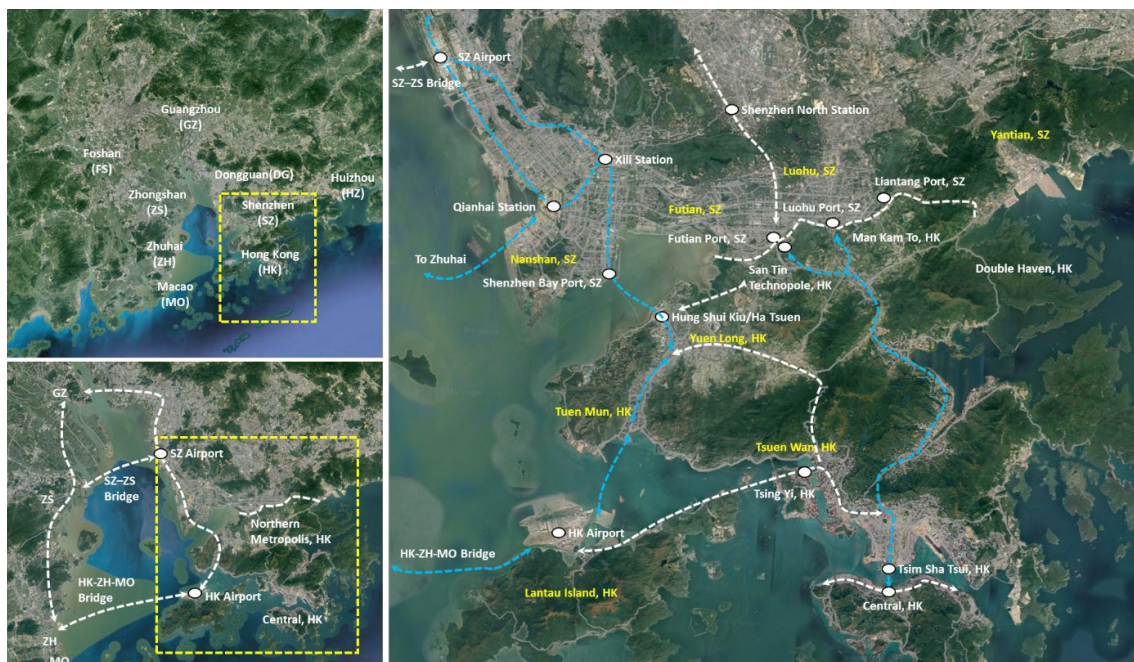 Guangzhou
(GZ)
Foshan
(FS)
Dongguan(DG)
Huizhou
(HZ)
Zhongshan
(ZS)
Shenzhen
(SZ)
Zhuhai
(ZH)
Hong Kong
(HK)
Macao
(MO)
GZ
SZ Airport
ZS
SZ–ZS
Bridge
Northern
Metropolis, HK
HK-ZH-MO
Bridge
HK Airport
Central, HK
ZH
MO
SZ Airport
SZ–ZS
Bridge
Shenzhen North Station
Yantian, SZ
Xili Station
Luohu, SZ
Liantang Port, SZ
Qianhai Station
Futian, SZ
Luohu Port, SZ
Futian Port, SZ
Man Kam To, HK
To Zhuhai
Nanshan, SZ
San Tin
Technopole, HK
Double Haven, HK
Shenzhen Bay Port, SZ
Hung Shui Kiu/Ha Tsuen
Yuen Long, HK
Tuen Mun, HK
Tsuen Wan, HK
Tsing Yi, HK
HK Airport
HK-ZH-MO Bridge
Tsim Sha Tsui, HK
Lantau Island, HK
Central, HK